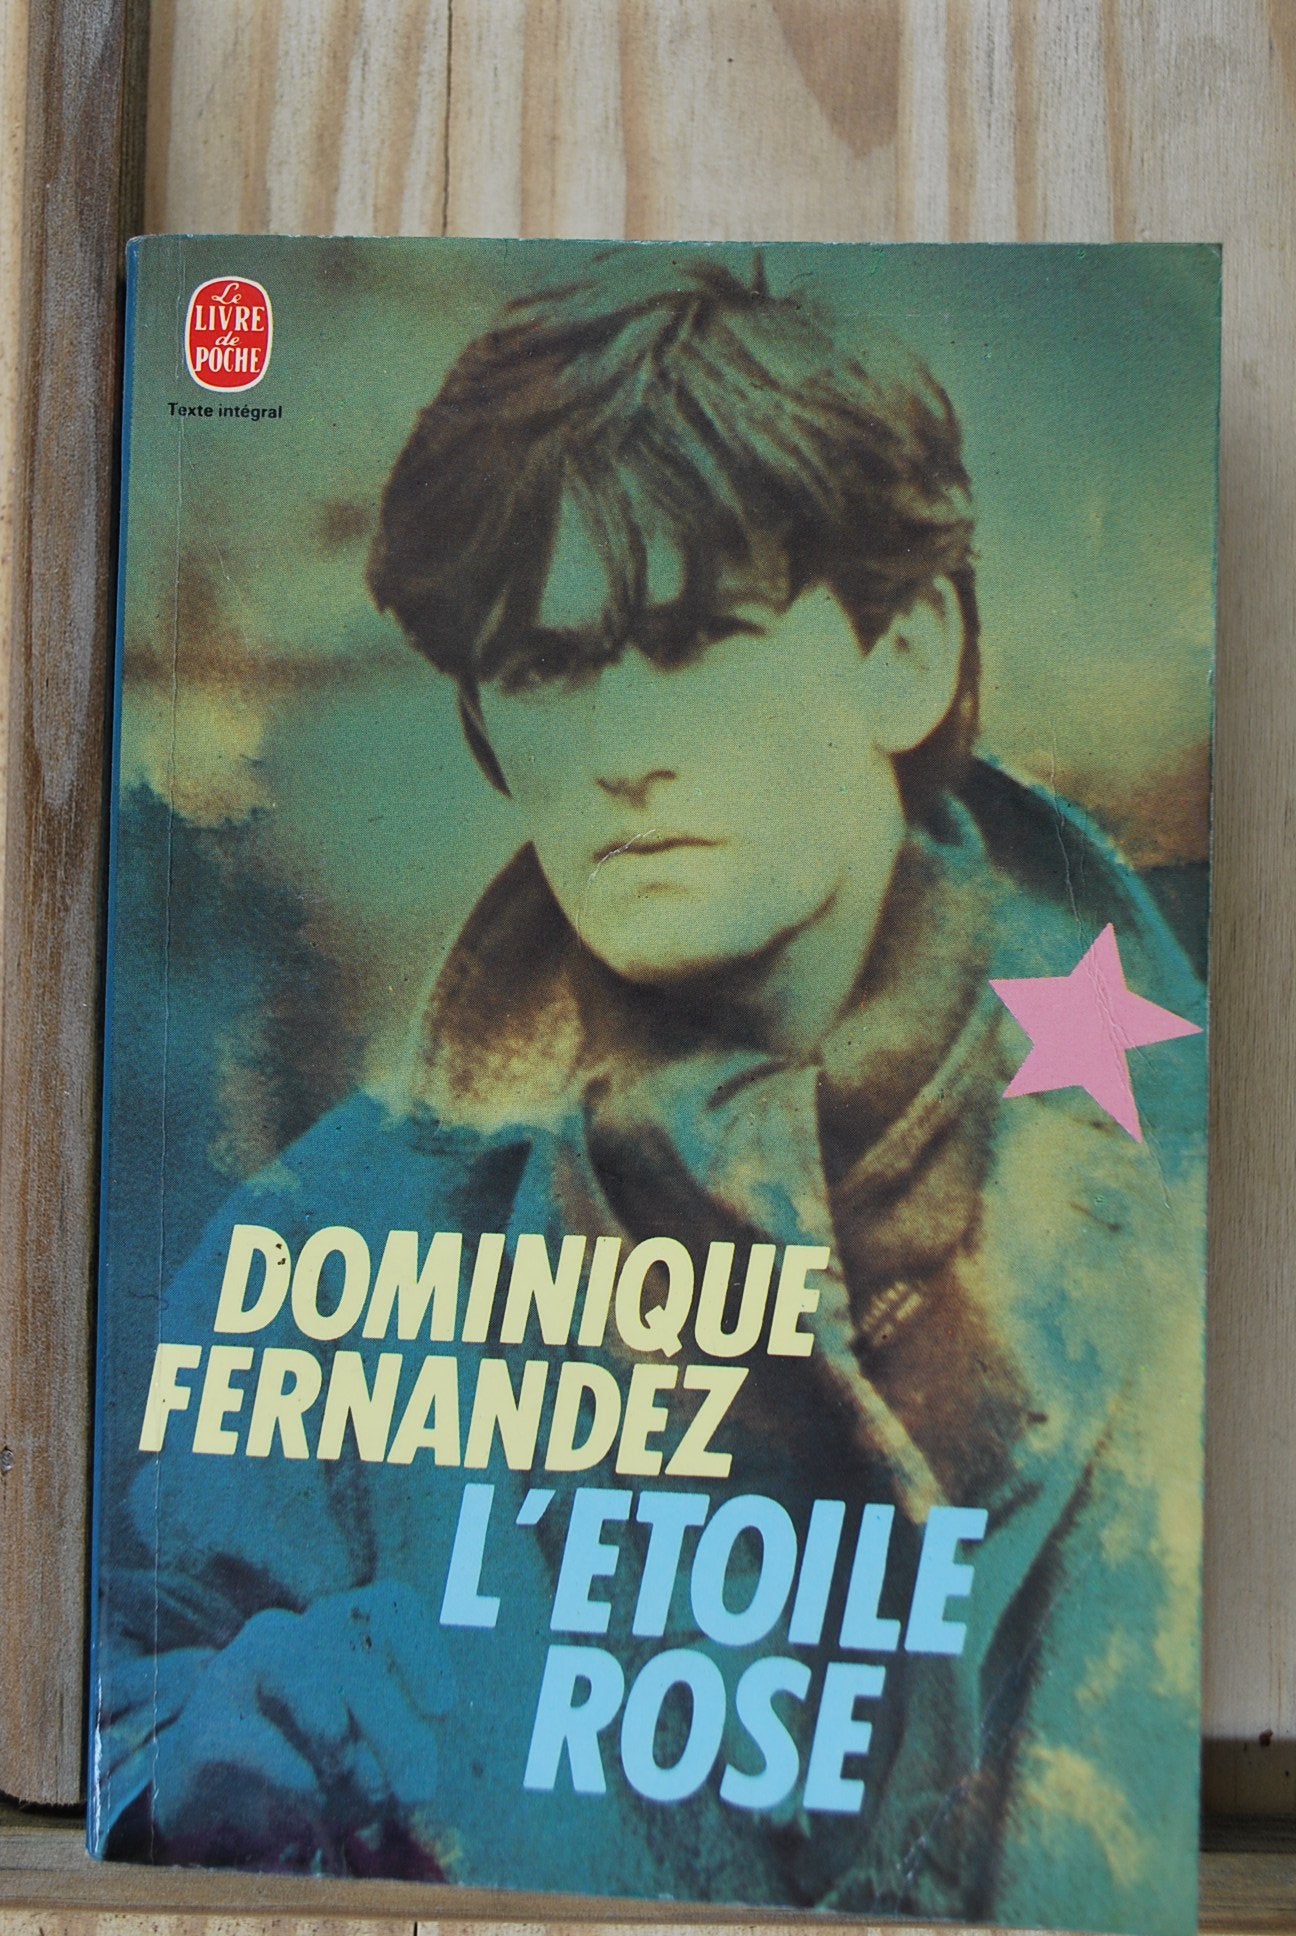 Le
LIVRE
de
POCHE
Texte intégral
DOMINIQUE
FERNANDEZ
L'ETOILE
ROSE